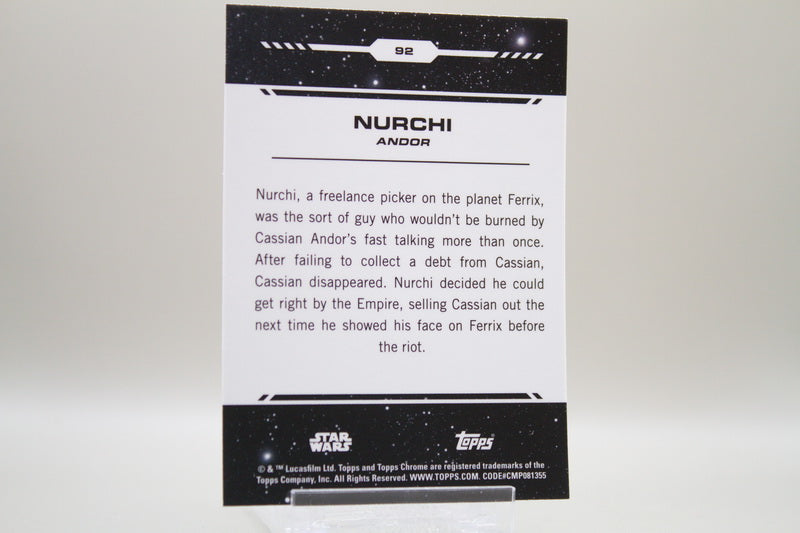 92
NURCHI
ANDOR
Nurchi, a freelance picker on the planet Ferrix,
was the sort of guy who wouldn't be burned by
Cassian Andor's fast talking more than once.
After failing to collect a debt from Cassian,
Cassian disappeared. Nurchi decided he could
get right by the Empire, selling Cassian out the
next time he showed his face on Ferrix before
the riot.
STAR WARS
Topps
© & ™ Lucasfilm Ltd. Topps and Topps Chrome are registered trademarks of the
Topps Company, Inc. All Rights Reserved. WWW.TOPPS.COM. CODE#CMP081355